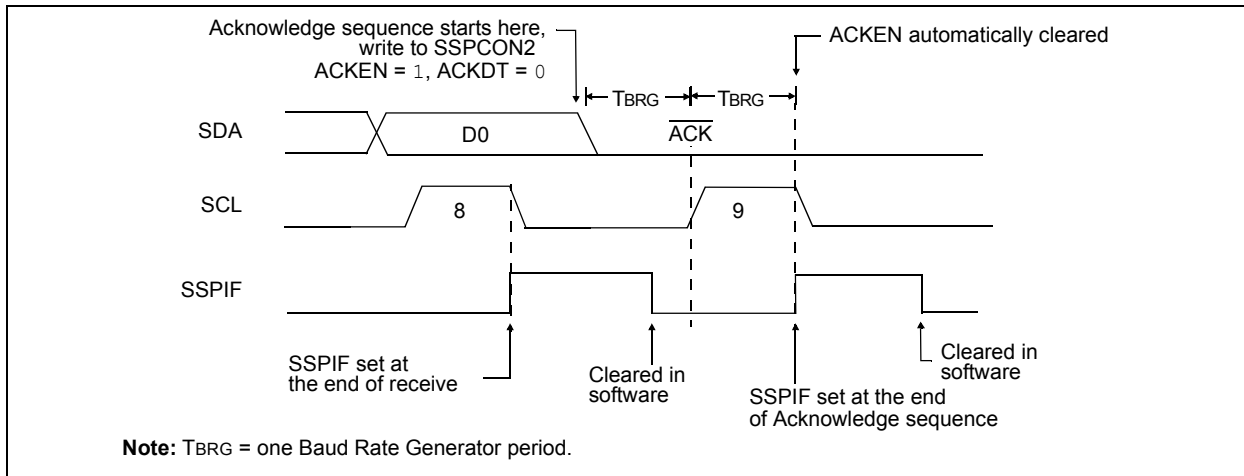 Acknowledge sequence starts here,
write to SSPCON2
ACKEN = 1, ACKDT = 0
ACKEN automatically cleared
TBRG
TBRG
SDA
D0
ACK
SCL
8
9
SSPIF
SSPIF set at
the end of receive
Cleared in
software
SSPIF set at the end
of Acknowledge sequence
Cleared in
software
Note: TBRG = one Baud Rate Generator period.